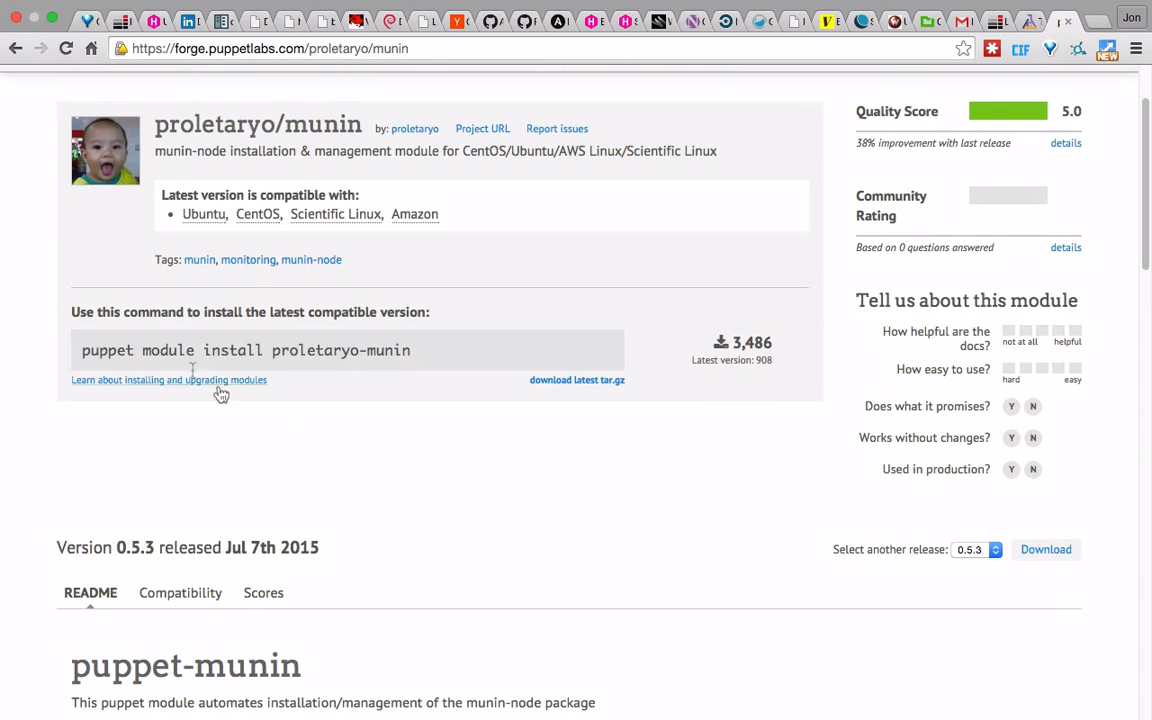 Jon
https://forge.puppetlabs.com/proletaryo/munin
CIF
NEW
proletaryo/munin by: proletaryo Project URL Report issues
munin-node installation & management module for CentOS/Ubuntu/AWS Linux/Scientific Linux
Latest version is compatible with:
• Ubuntu, CentOS, Scientific Linux, Amazon
Tags: munin, monitoring, munin-node
Use this command to install the latest compatible version:
puppet module install proletaryo-munin
Learn about installing and upgrading modules
download latest tar.gz
3,486
Latest version: 908
Quality Score 5.0
38% improvement with last release details
Community
Rating
Based on 0 questions answered details
Tell us about this module
How helpful are the
docs?
not at all helpful
How easy to use?
hard easy
Does what it promises? Y N
Works without changes? Y N
Used in production? Y N
Version 0.5.3 released Jul 7th 2015
Select another release: 0.5.3 Download
README Compatibility Scores
puppet-munin
This puppet module automates installation/management of the munin-node package